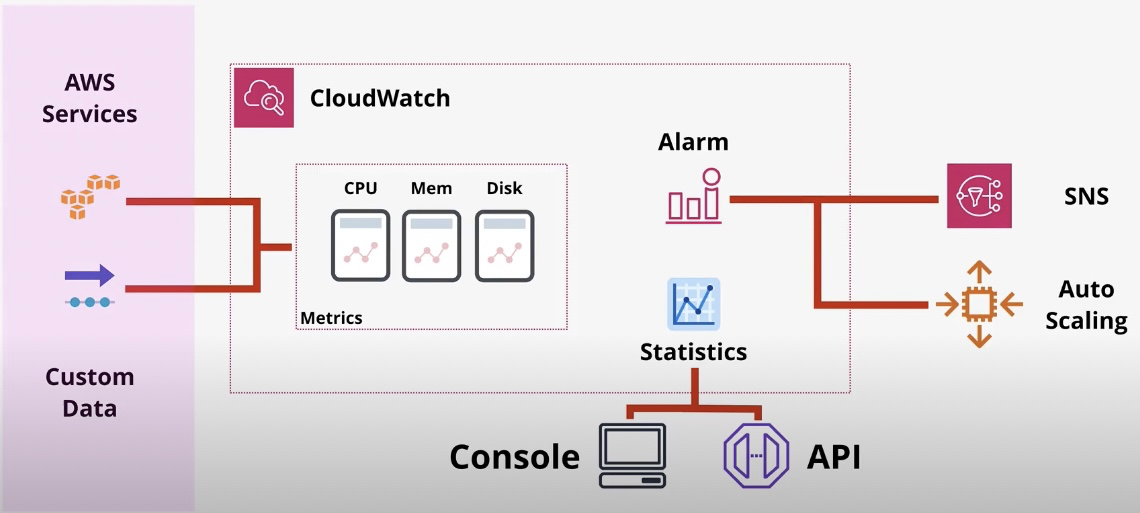 AWS
Services
Custom
Data
CloudWatch
CPU
Mem
Disk
Metrics
Alarm
Statistics
SNS
Auto
Scaling
Console
API